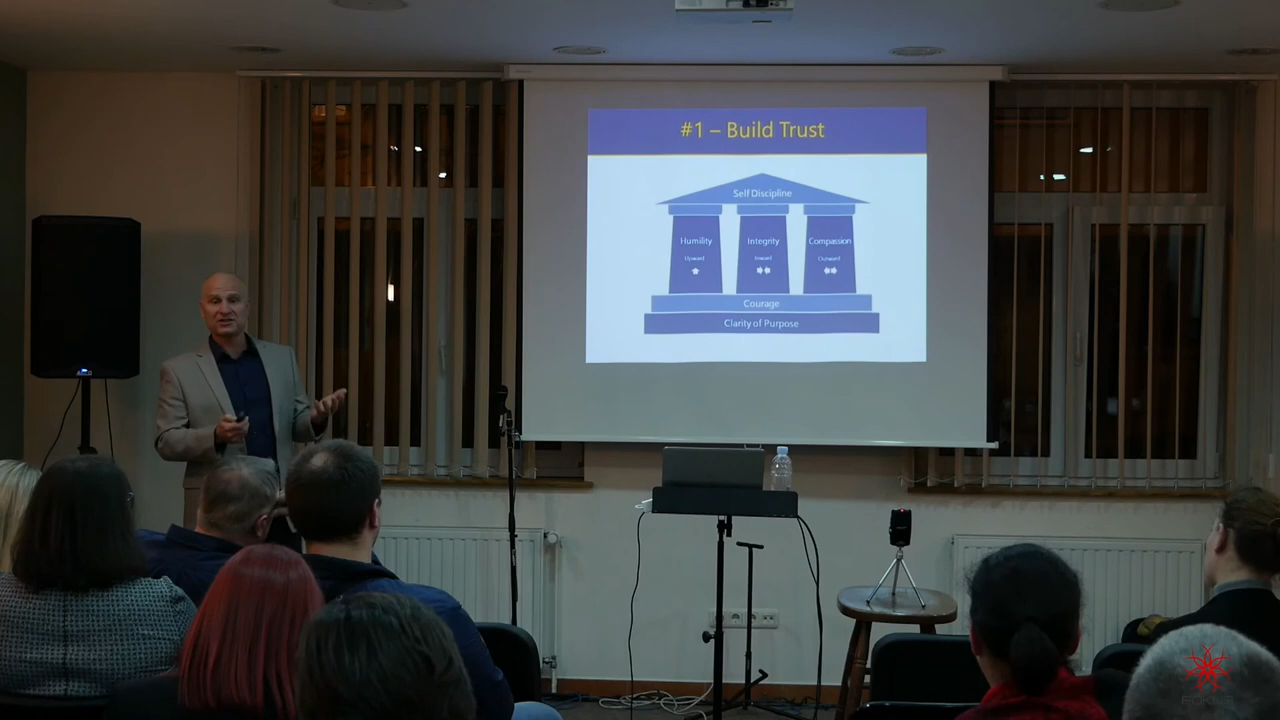 #1 – Build Trust
Self Discipline
Humility
Integrity
Compassion
Upward
Inward
Outward
Courage
Clarity of Purpose